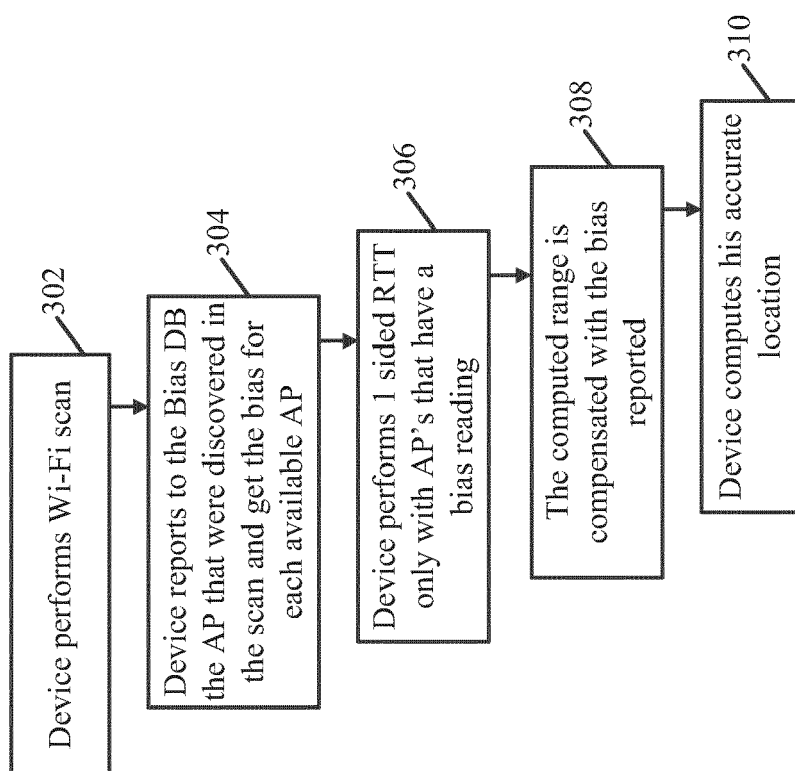 302
Device performs Wi-Fi scan
304
Device reports to the Bias DB
the AP that were discovered in
the scan and get the bias for
each available AP
306
Device performs 1 sided RTT
only with AP's that have a
bias reading
308
The computed range is
compensated with the bias
reported
310
Device computes his accurate
location